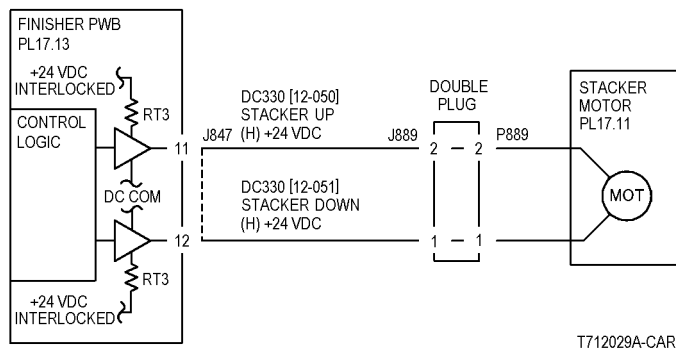 FINISHER PWB
PL17.13
+24 VDC
INTERLOCKED
RT3
CONTROL
LOGIC
11
J847
DC330 [12-050]
STACKER UP
(H) +24 VDC
J889
DOUBLE
PLUG
2 2
P889
STACKER
MOTOR
PL17.11
MOT
DC COM
12
DC330 [12-051]
STACKER DOWN
(H) +24 VDC
1 1
RT3
+24 VDC
INTERLOCKED
T712029A-CAR